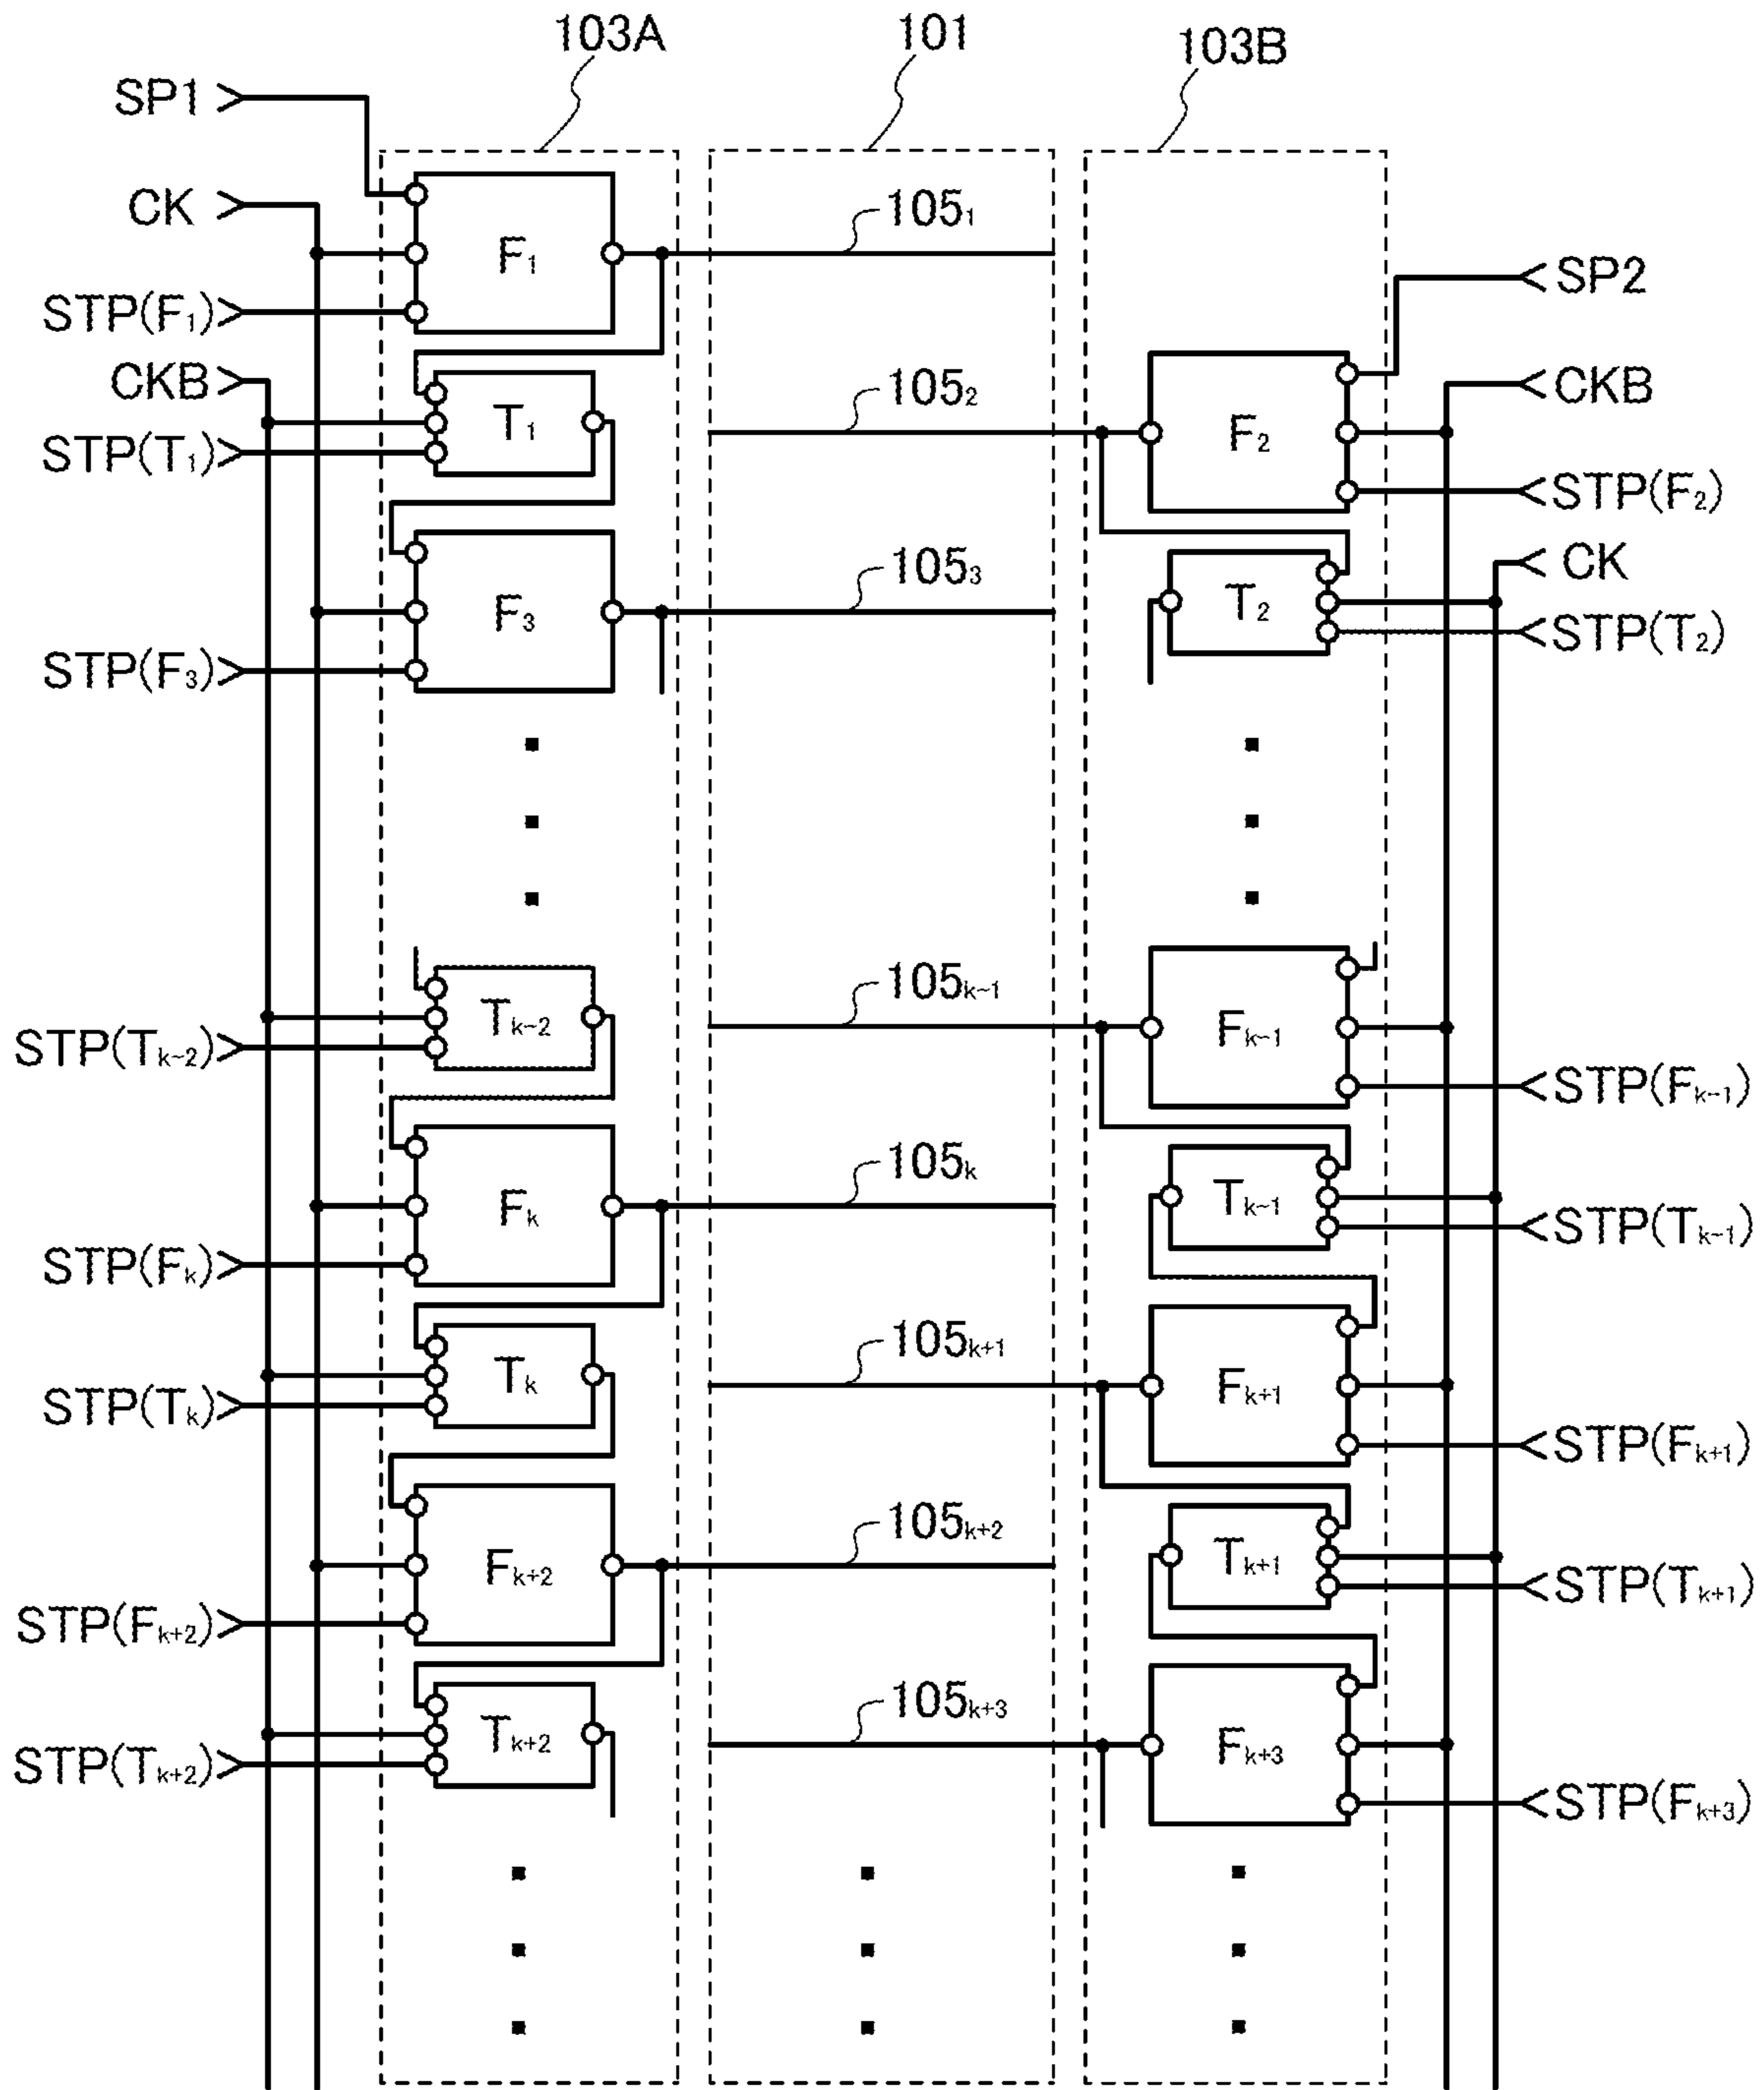 103A 101 103B
SP1
CK
F₁
105₁
STP(F₁)
SP2
CKB
105₂
CKB
T₁
F₂
STP(T₁)
STP(F₂)
105₃
CK
F₃
T₂
STP(F₃)
STP(T₂)
105k-1
Tk-2
Fk-1
STP(Tk-2)
STP(Fk-1)
105k
Fk
Tk-1
STP(Tk-1)
STP(Fk)
105k+1
Tk
Fk+1
STP(Tk)
STP(Fk+1)
105k+2
Fk+2
Tk+1
STP(Tk+1)
STP(Fk+2)
105k+3
Tk+2
Fk+3
STP(Tk+2)
STP(Fk+3)